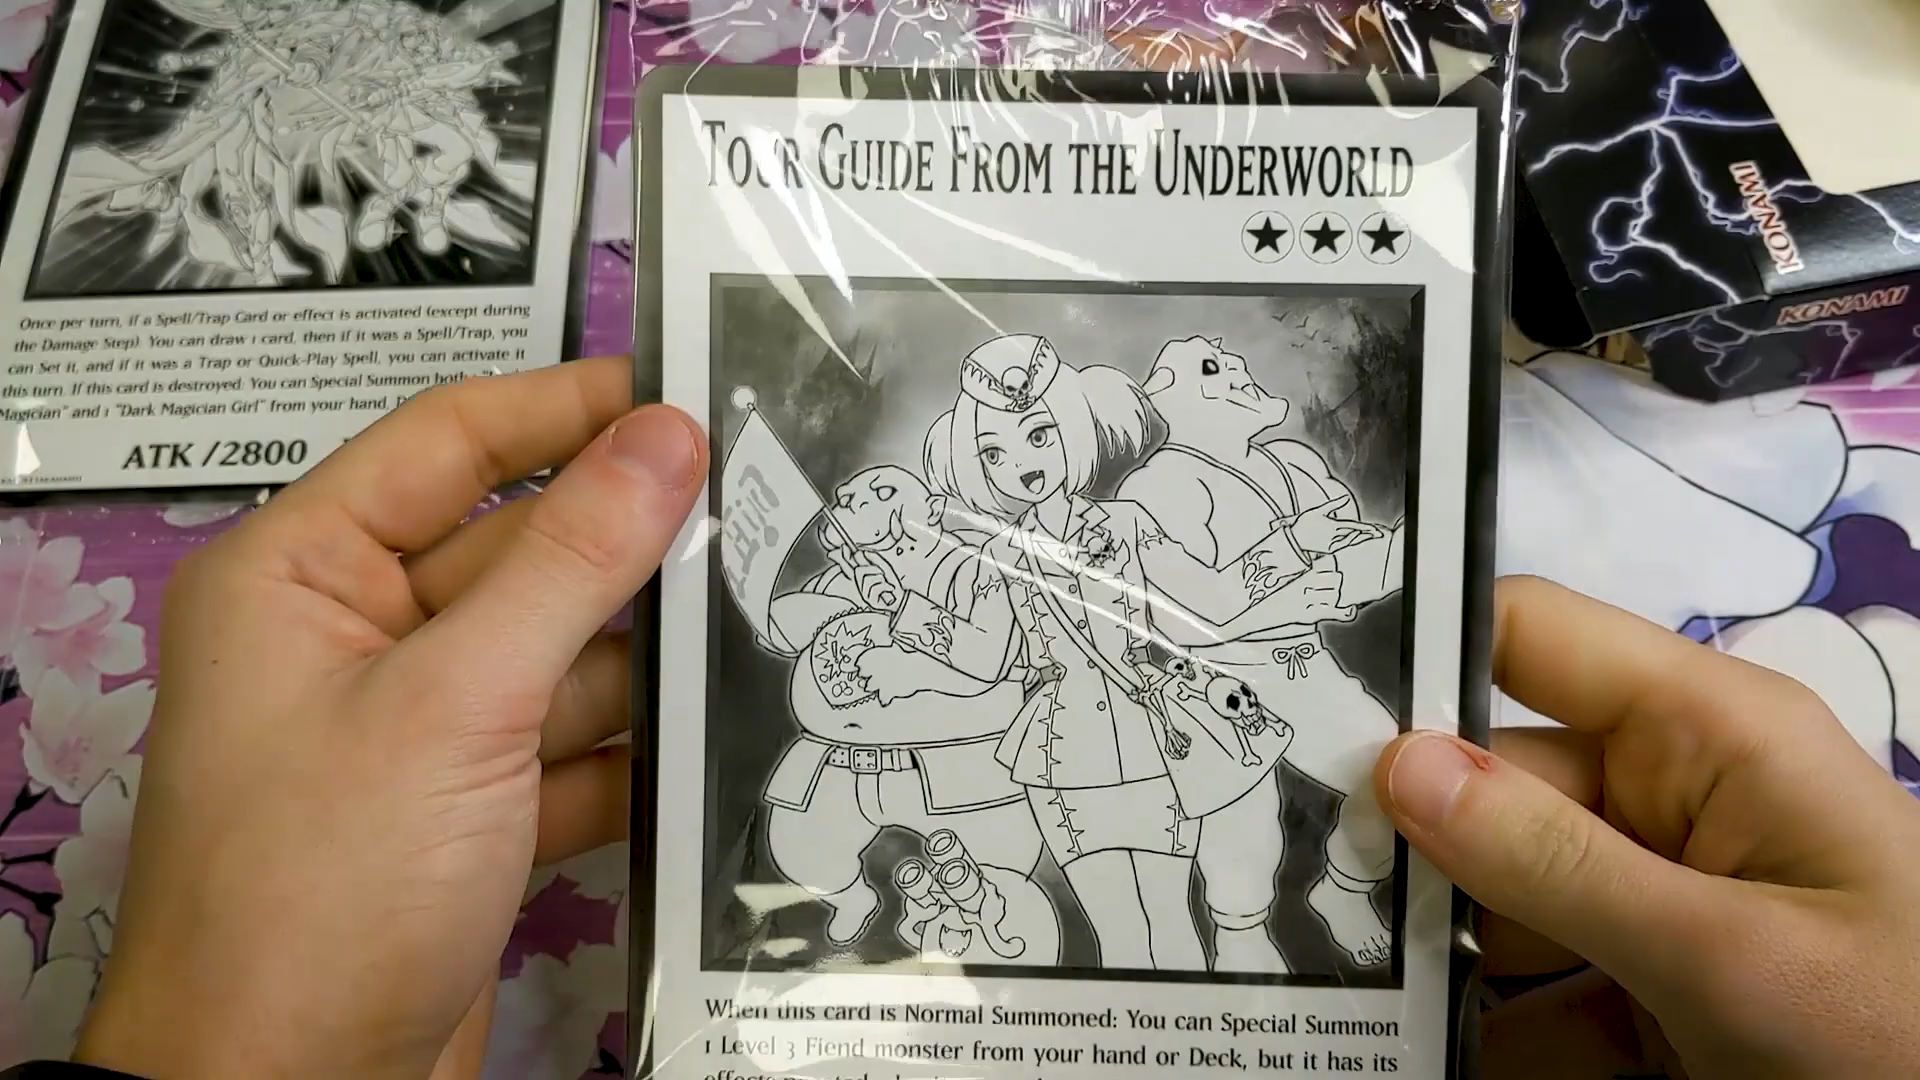 Once per turn, if a Spell/Trap Card or effect is activated (except during
the Damage Step): You can draw 1 card, then if it was a Spell/Trap, you
can Set it, and if it was a Trap or Quick-Play Spell, you can activate it
this turn. If this card is destroyed: You can Special Summon both
Magician" and 1 "Dark Magician Girl" from your hand,
ATK /2800
TOUR GUIDE FROM THE UNDERWORLD
When this card is Normal Summoned: You can Special Summon
1 Level 3 Fiend monster from your hand or Deck, but it has its
KONAMI
KONAMI